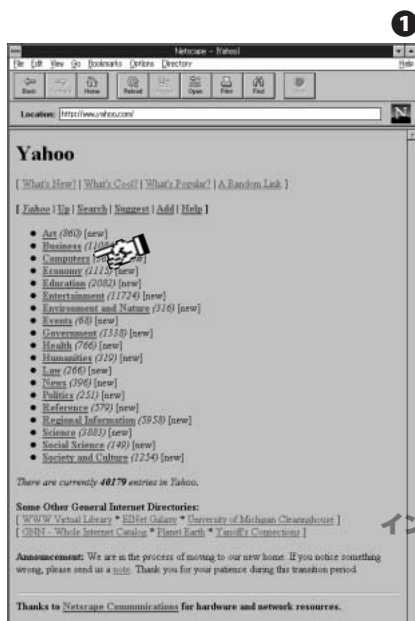 ❶
Netscape - [Yahoo]
File Edit View Go Bookmarks Options Directory Help
Back Forward Home Reload Images Open Print Find Stop
Location: http://www.yahoo.com/
N
Yahoo
[ What's New? | What's Cool? | What's Popular? | A Random Link ]
[ Yahoo | Up | Search | Suggest | Add | Help ]
Art (860) [new]
Business
Computers [new]
Economy (1115) [new]
Education (2082) [new]
Entertainment (11724) [new]
Environment and Nature (316) [new]
Events (68) [new]
Government (1338) [new]
Health (766) [new]
Humanities (319) [new]
Law (266) [new]
News (396) [new]
Politics (251) [new]
Reference (579) [new]
Regional Information (5958) [new]
Science (3883) [new]
Social Science (149) [new]
Society and Culture (1254) [new]
There are currently 40179 entries in Yahoo.
Some Other General Internet Directories:
[ WWW Virtual Library * EINet Galaxy * University of Michigan Clearinghouse ]
[ GNN - Whole Internet Catalog * Planet Earth * Yanoff's Connections ]
Announcement: We are in the process of moving to our new home. If you notice something
wrong, please send us a note. Thank you for your patience during this transition period.
Thanks to Netscape Communications for hardware and network resources.
イン